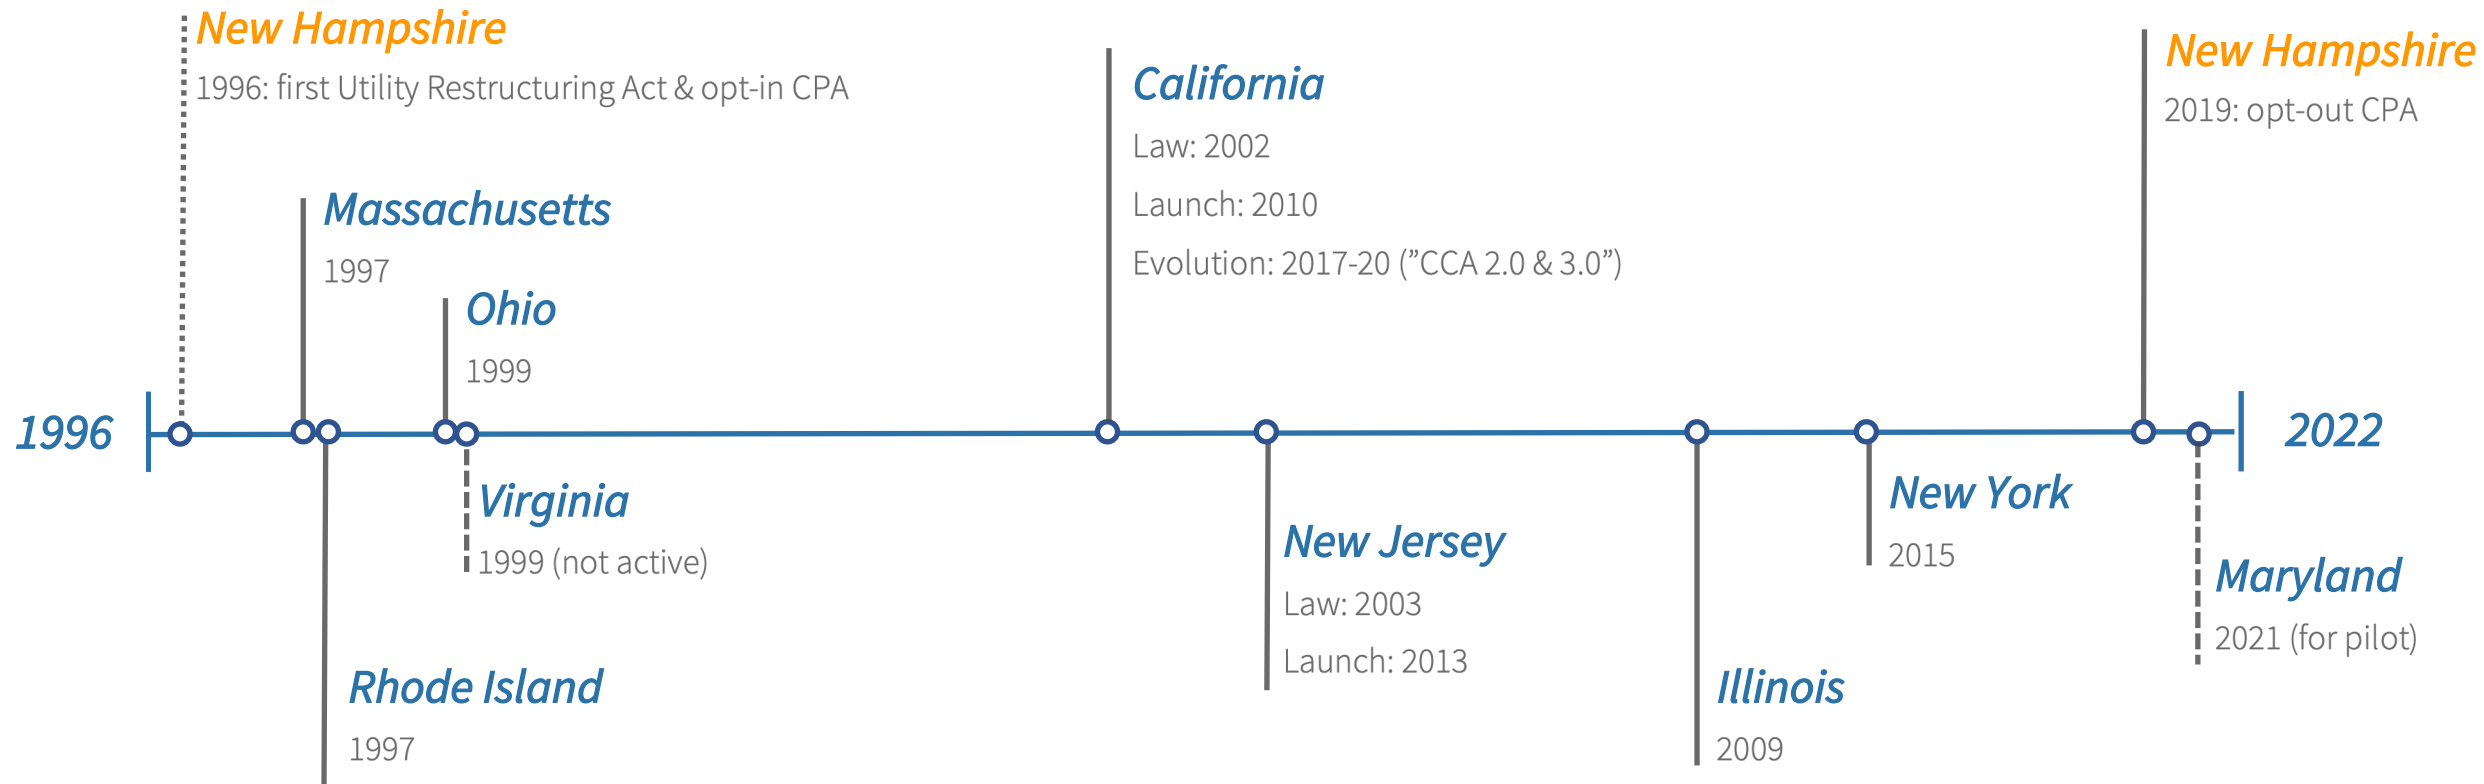 New Hampshire
1996: first Utility Restructuring Act & opt-in CPA
Massachusetts
1997
Ohio
1999
California
Law: 2002
Launch: 2010
Evolution: 2017-20 (”CCA 2.0 & 3.0”)
New Hampshire
2019: opt-out CPA
1996
2022
Virginia
1999 (not active)
Rhode Island
1997
New Jersey
Law: 2003
Launch: 2013
Illinois
2009
New York
2015
Maryland
2021 (for pilot)